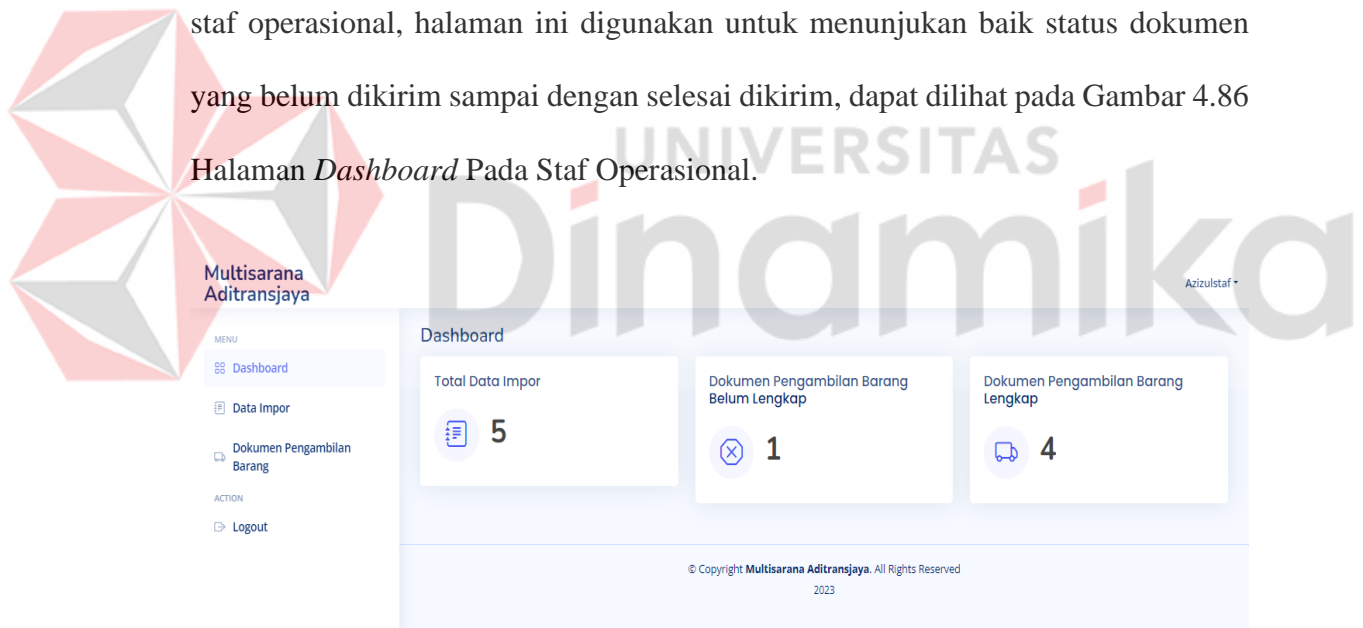 staf operasional, halaman ini digunakan untuk menunjukan baik status dokumen
yang belum dikirim sampai dengan selesai dikirim, dapat dilihat pada Gambar 4.86
Halaman Dashboard Pada Staf Operasional.
UNIVERSITAS
Dinamika
Multisarana
Aditransjaya
Azizulstaf
MENU
Dashboard
Data Impor
Dokumen Pengambilan
Barang
ACTION
Logout
Dashboard
Total Data Impor
5
Dokumen Pengambilan Barang
Belum Lengkap
1
Dokumen Pengambilan Barang
Lengkap
4
© Copyright Multisarana Aditransjaya. All Rights Reserved
2023